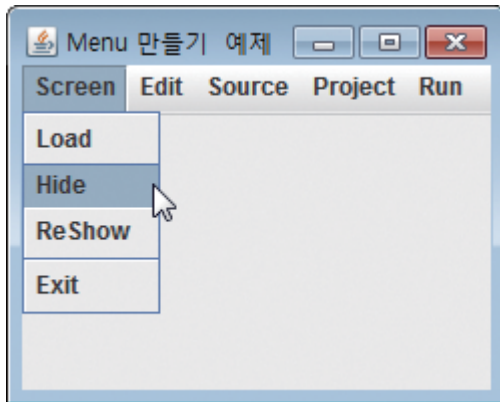 Menu 만들기 예제
Screen Edit Source Project Run
Load
Hide
ReShow
Exit